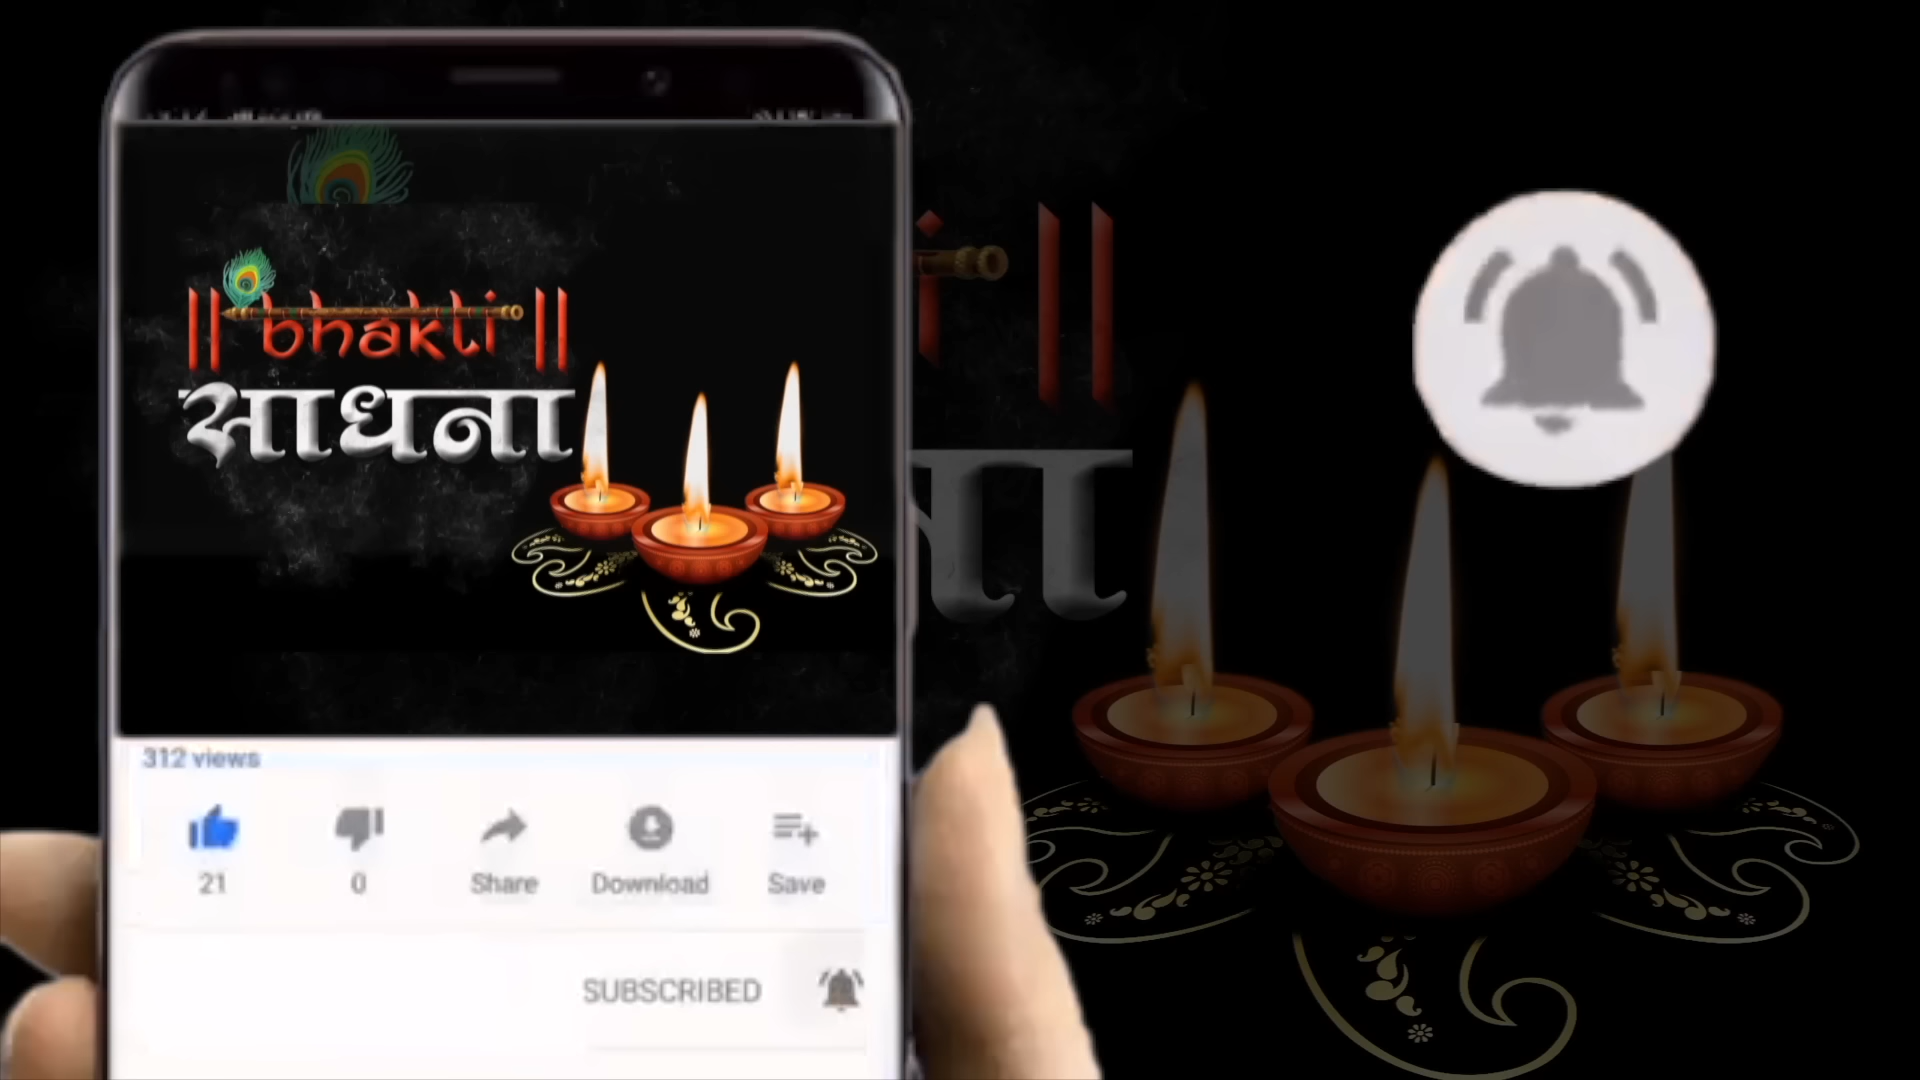 || bhakti ||
साधना
312 views
21
0
Share
Download
Save
SUBSCRIBED